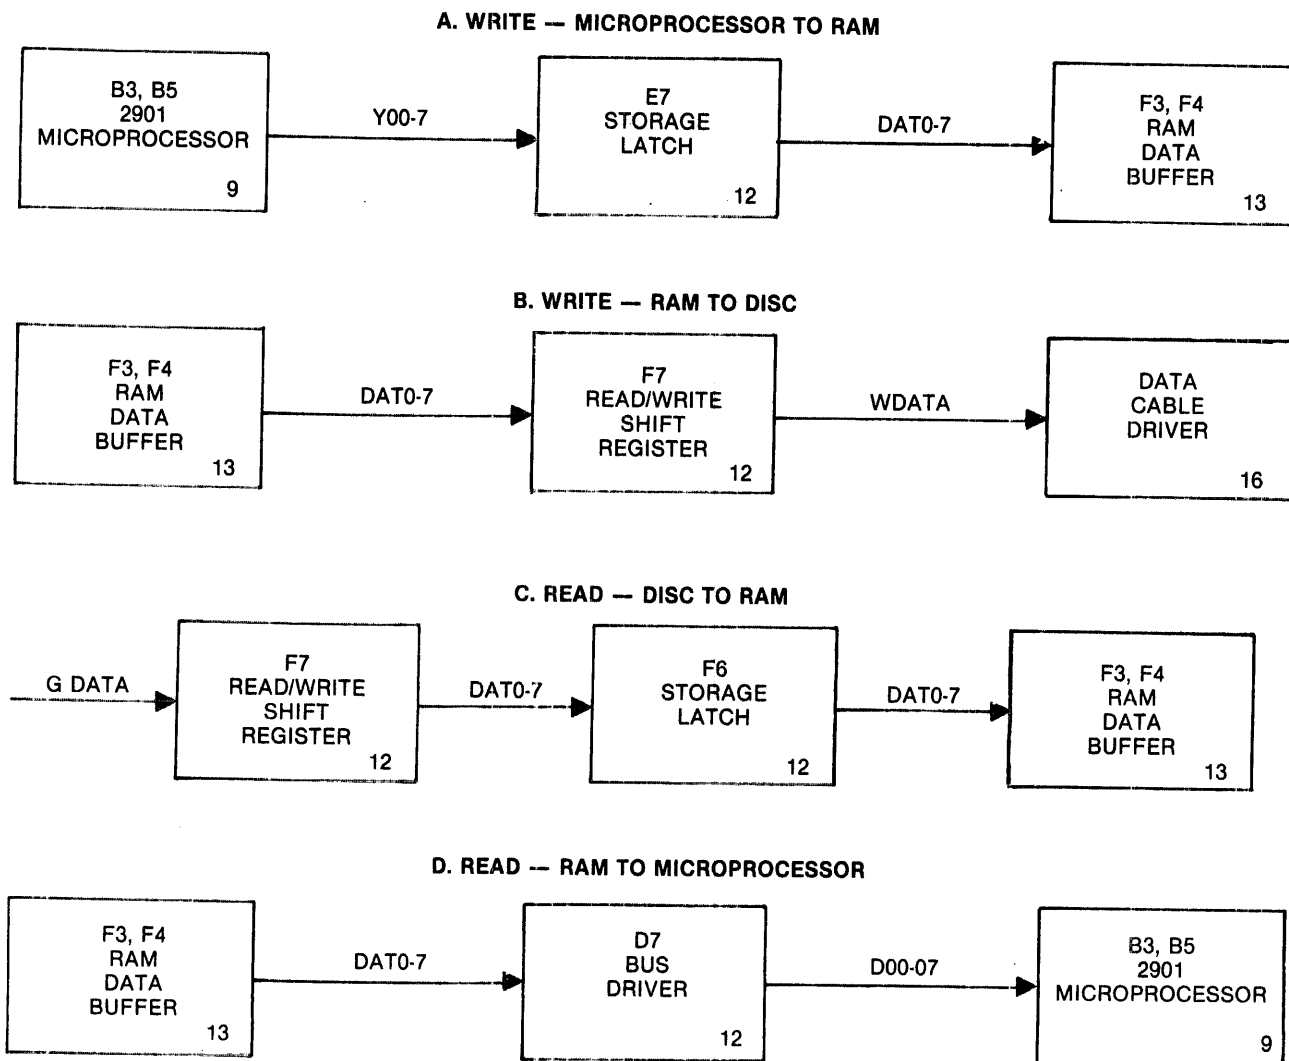 A. WRITE — MICROPROCESSOR TO RAM
B3, B5
2901
MICROPROCESSOR
9
Y00-7
E7
STORAGE
LATCH
12
DAT0-7
F3, F4
RAM
DATA
BUFFER
13
B. WRITE — RAM TO DISC
F3, F4
RAM
DATA
BUFFER
13
DAT0-7
F7
READ/WRITE
SHIFT
REGISTER
12
WDATA
DATA
CABLE
DRIVER
16
C. READ — DISC TO RAM
G DATA
F7
READ/WRITE
SHIFT
REGISTER
12
DAT0-7
F6
STORAGE
LATCH
12
DAT0-7
F3, F4
RAM
DATA
BUFFER
13
D. READ — RAM TO MICROPROCESSOR
F3, F4
RAM
DATA
BUFFER
13
DAT0-7
D7
BUS
DRIVER
12
D00-07
B3, B5
2901
MICROPROCESSOR
9